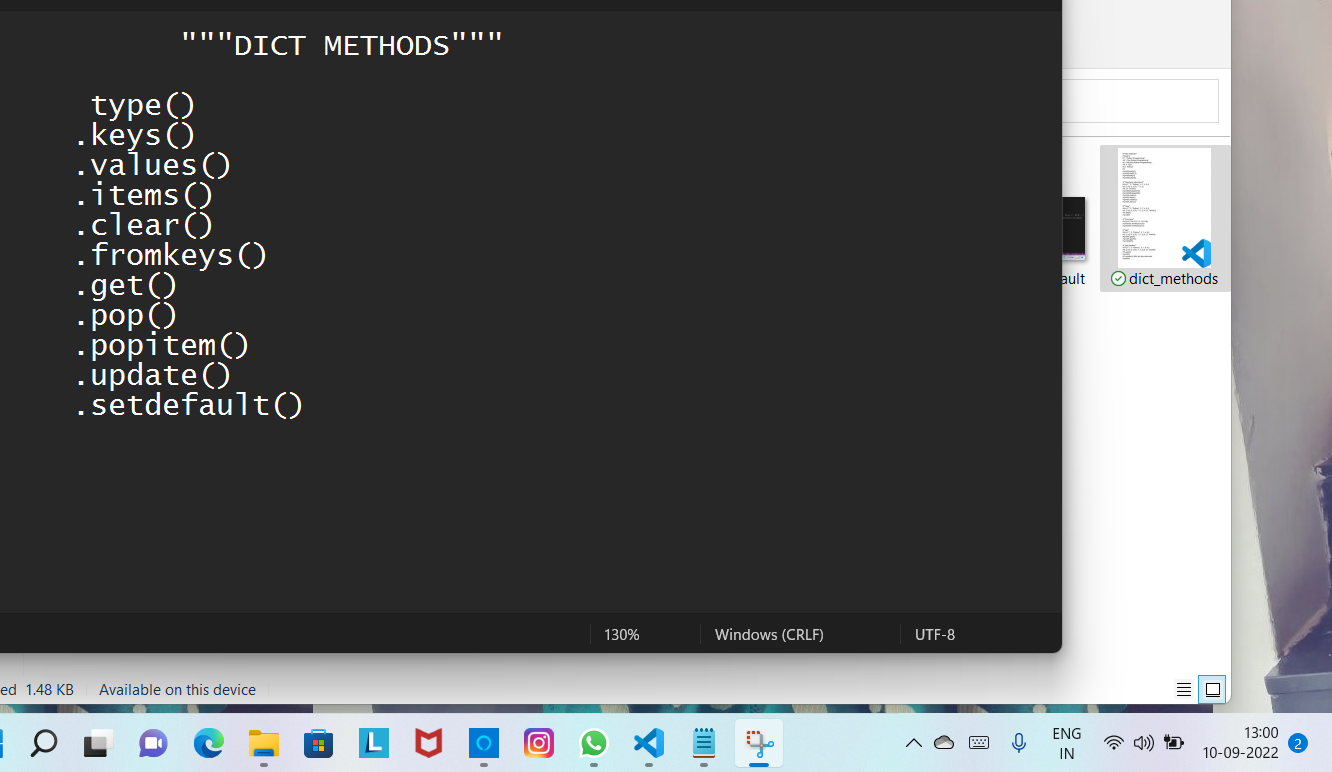 """DICT METHODS"""
type()
.keys()
.values()
.items()
.clear()
.fromkeys()
.get()
.pop()
.popitem()
.update()
.setdefault()
ault
dict_methods
130%
Windows (CRLF)
UTF-8
ed 1.48 KB Available on this device
L
ENG
IN
13:00
10-09-2022
2